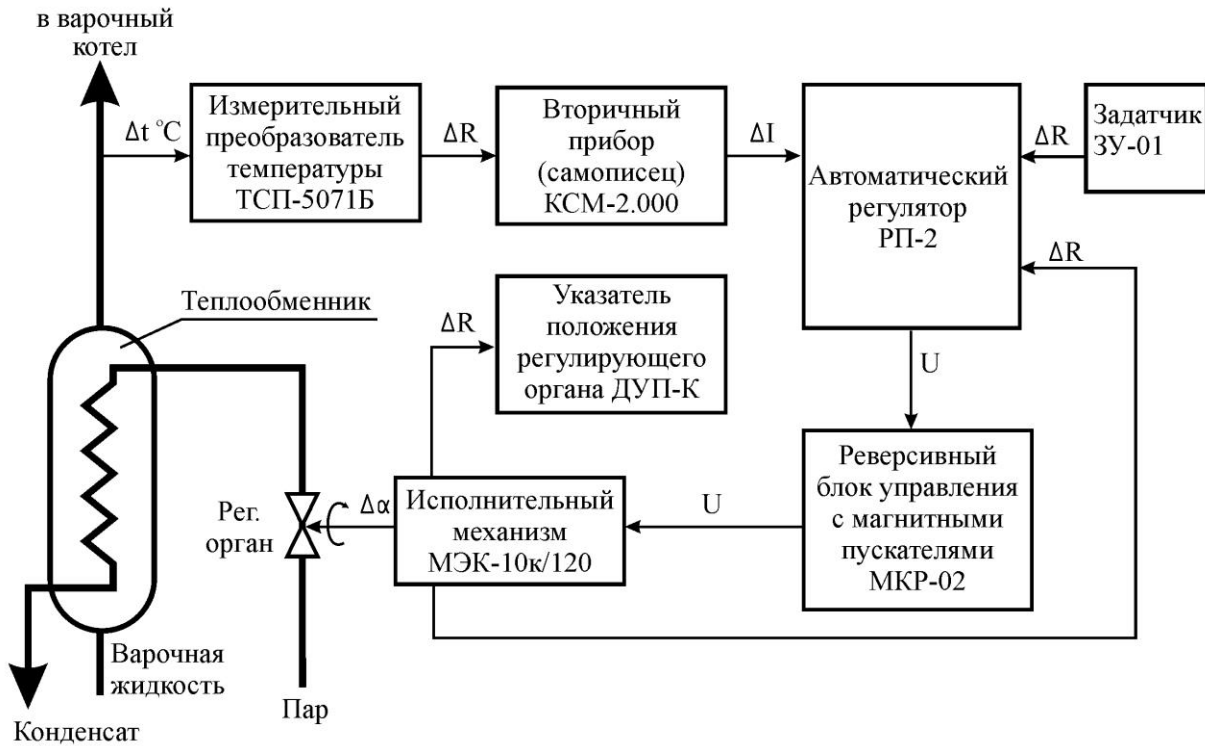 в варочный
котел
Δt °C
Измерительный
преобразователь
температуры
ТСП-5071Б
ΔR
Вторичный
прибор
(самописец)
КСМ-2.000
ΔI
Автоматический
регулятор
РП-2
ΔR
Задатчик
ЗУ-01
ΔR
Теплообменник
ΔR
Указатель
положения
регулирующего
органа ДУП-К
U
Рег.
орган
Δα
Исполнительный
механизм
МЭК-10к/120
U
Реверсивный
блок управления
с магнитными
пускателями
МКР-02
Варочная
жидкость
Пар
Конденсат